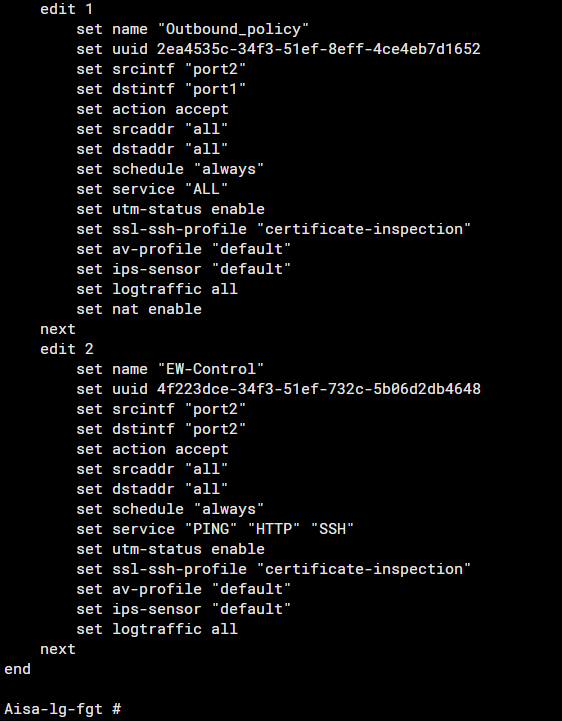 edit 1
set name "Outbound_policy"
set uuid 2ea4535c-34f3-51ef-8eff-4ce4eb7d1652
set srcintf "port2"
set dstintf "port1"
set action accept
set srcaddr "all"
set dstaddr "all"
set schedule "always"
set service "ALL"
set utm-status enable
set ssl-ssh-profile "certificate-inspection"
set av-profile "default"
set ips-sensor "default"
set logtraffic all
set nat enable
next
edit 2
set name "EW-Control"
set uuid 4f223dce-34f3-51ef-732c-5b06d2db4648
set srcintf "port2"
set dstintf "port2"
set action accept
set srcaddr "all"
set dstaddr "all"
set schedule "always"
set service "PING" "HTTP" "SSH"
set utm-status enable
set ssl-ssh-profile "certificate-inspection"
set av-profile "default"
set ips-sensor "default"
set logtraffic all
next
end
Aisa-lg-fgt #